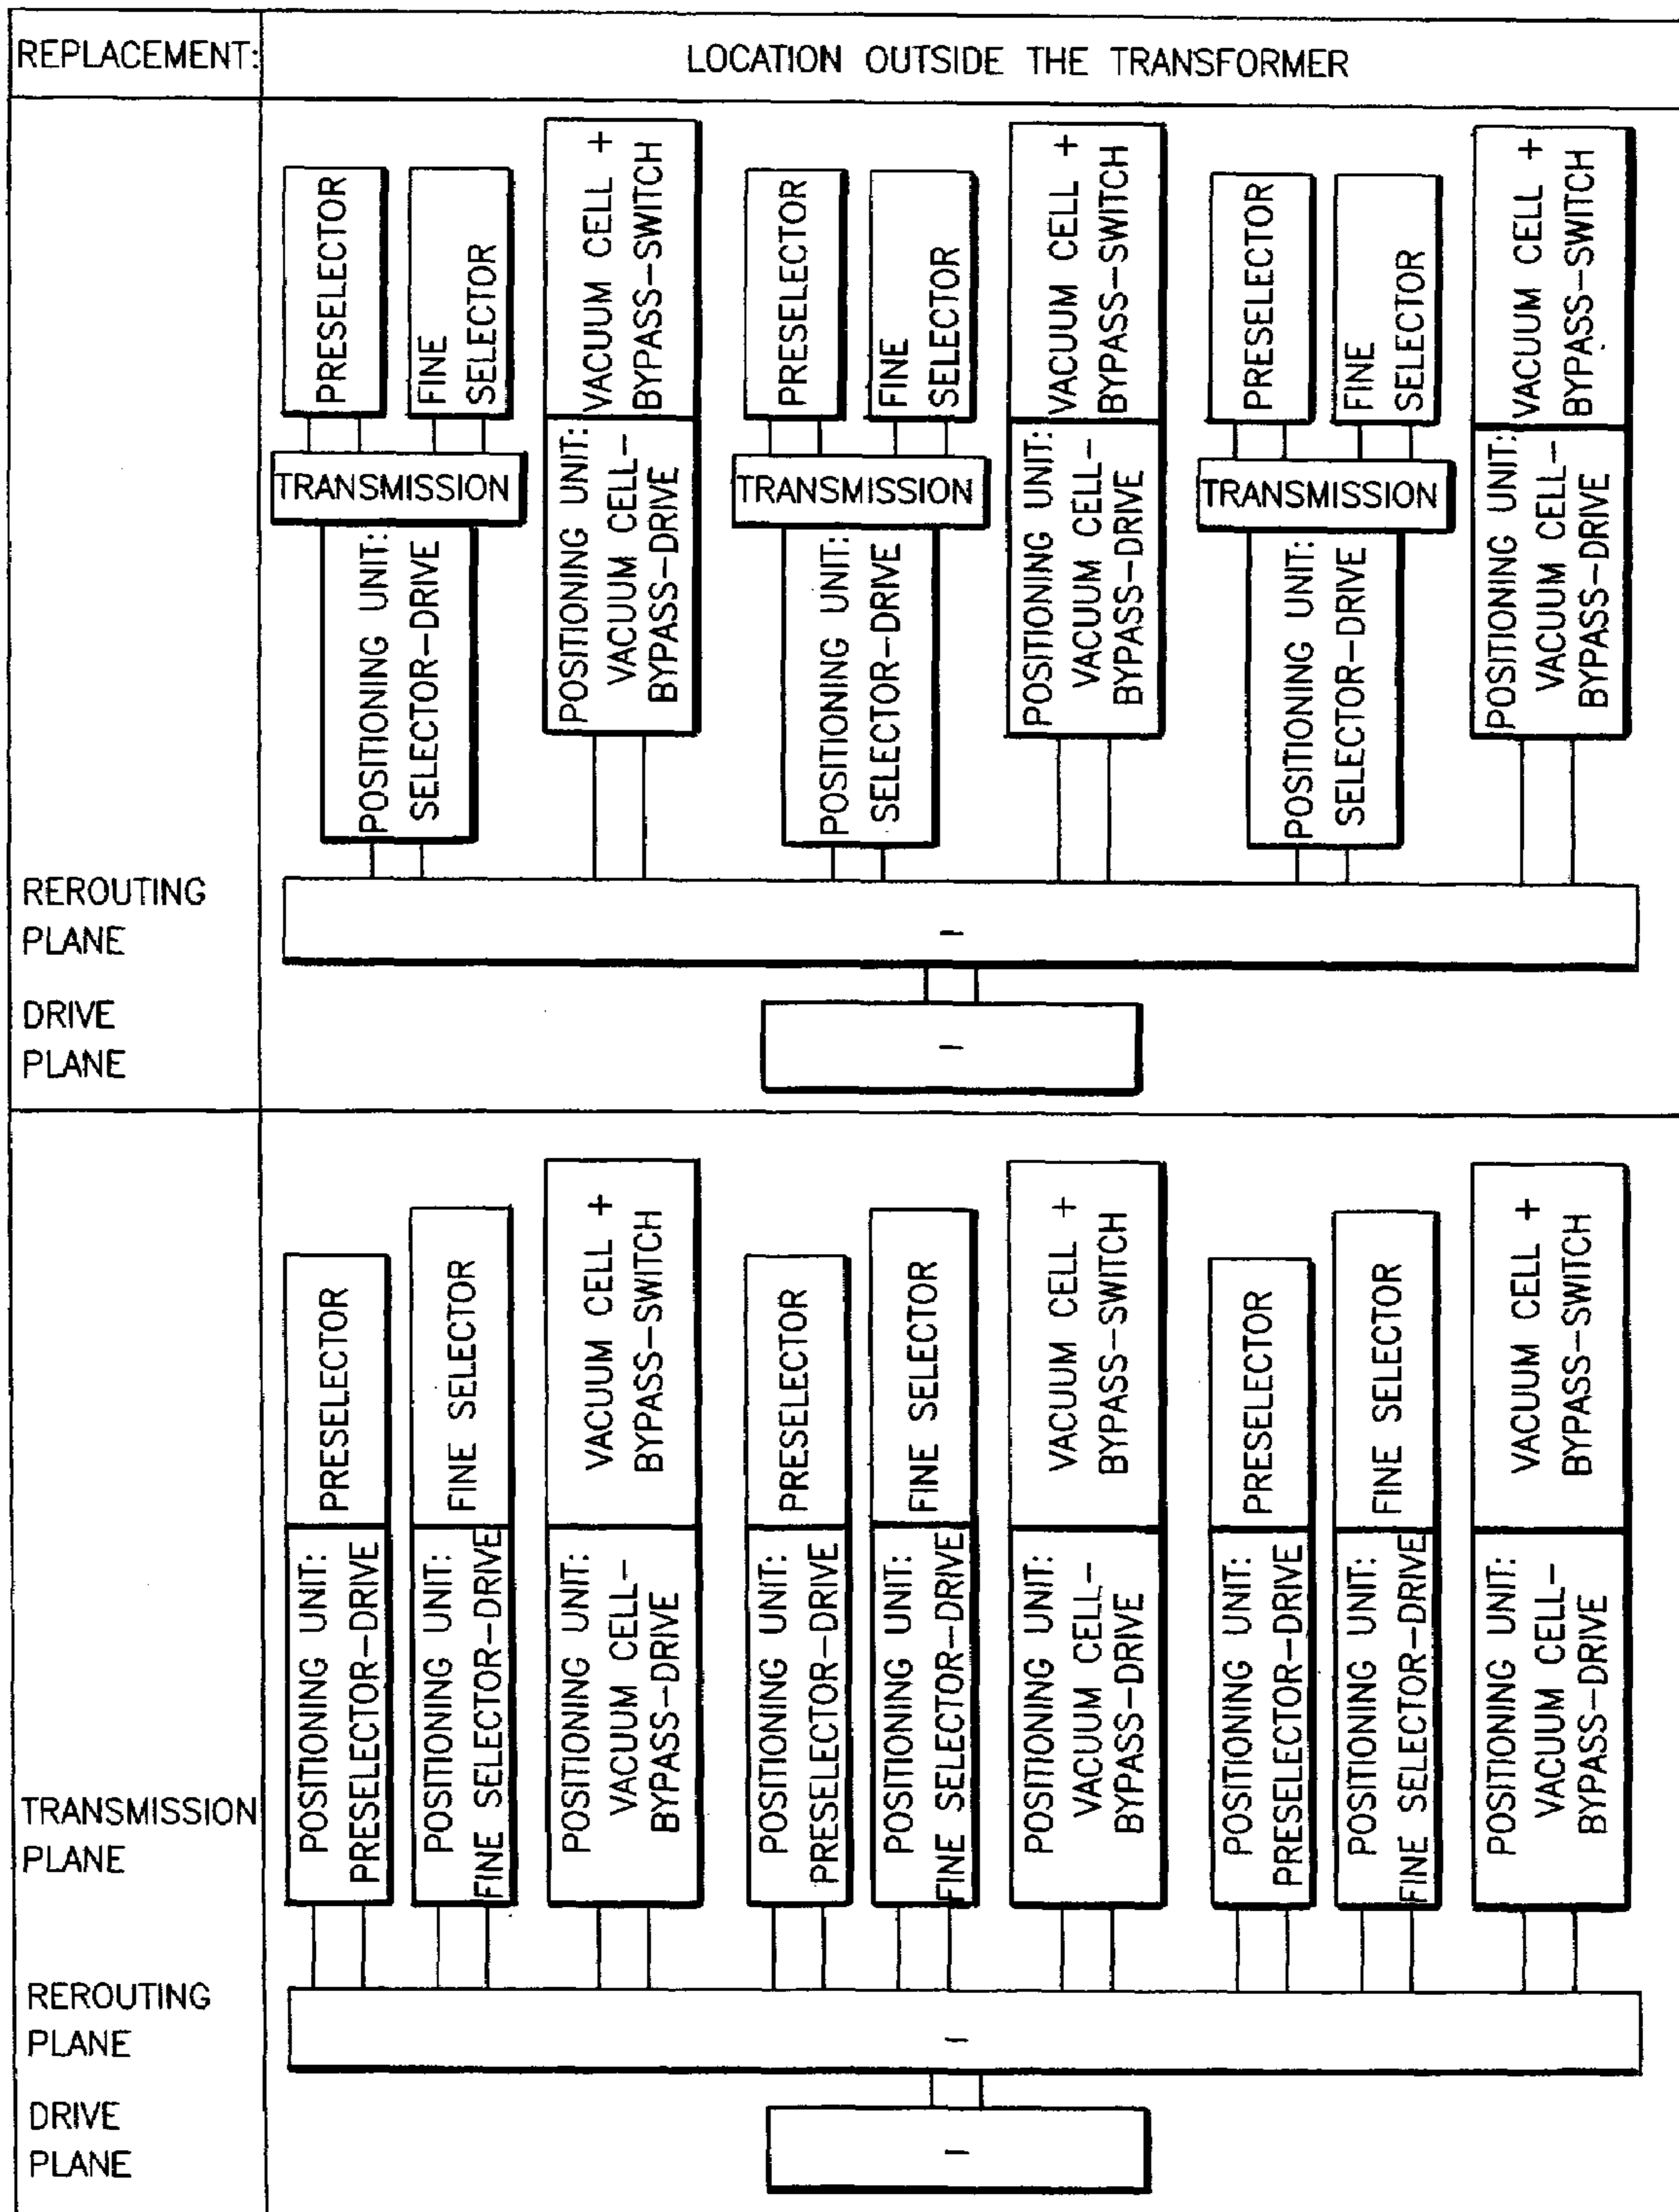 REPLACEMENT:
LOCATION OUTSIDE THE TRANSFORMER
PRESELECTOR
FINE
SELECTOR
VACUUM CELL +
BYPASS-SWITCH
PRESELECTOR
FINE
SELECTOR
VACUUM CELL +
BYPASS-SWITCH
PRESELECTOR
FINE
SELECTOR
VACUUM CELL +
BYPASS-SWITCH
TRANSMISSION
POSITIONING UNIT:
SELECTOR-DRIVE
POSITIONING UNIT:
VACUUM CELL-
BYPASS-DRIVE
TRANSMISSION
POSITIONING UNIT:
SELECTOR-DRIVE
POSITIONING UNIT:
VACUUM CELL-
BYPASS-DRIVE
TRANSMISSION
POSITIONING UNIT:
SELECTOR-DRIVE
POSITIONING UNIT:
VACUUM CELL-
BYPASS-DRIVE
REROUTING
PLANE
-
DRIVE
PLANE
-
PRESELECTOR
FINE SELECTOR
VACUUM CELL +
BYPASS-SWITCH
PRESELECTOR
FINE SELECTOR
VACUUM CELL +
BYPASS-SWITCH
PRESELECTOR
FINE SELECTOR
VACUUM CELL +
BYPASS-SWITCH
TRANSMISSION
PLANE
POSITIONING UNIT:
PRESELECTOR-DRIVE
POSITIONING UNIT:
FINE SELECTOR-DRIVE
POSITIONING UNIT:
VACUUM CELL-
BYPASS-DRIVE
POSITIONING UNIT:
PRESELECTOR-DRIVE
POSITIONING UNIT:
FINE SELECTOR-DRIVE
POSITIONING UNIT:
VACUUM CELL-
BYPASS-DRIVE
POSITIONING UNIT:
PRESELECTOR-DRIVE
POSITIONING UNIT:
FINE SELECTOR-DRIVE
POSITIONING UNIT:
VACUUM CELL-
BYPASS-DRIVE
REROUTING
PLANE
-
DRIVE
PLANE
-